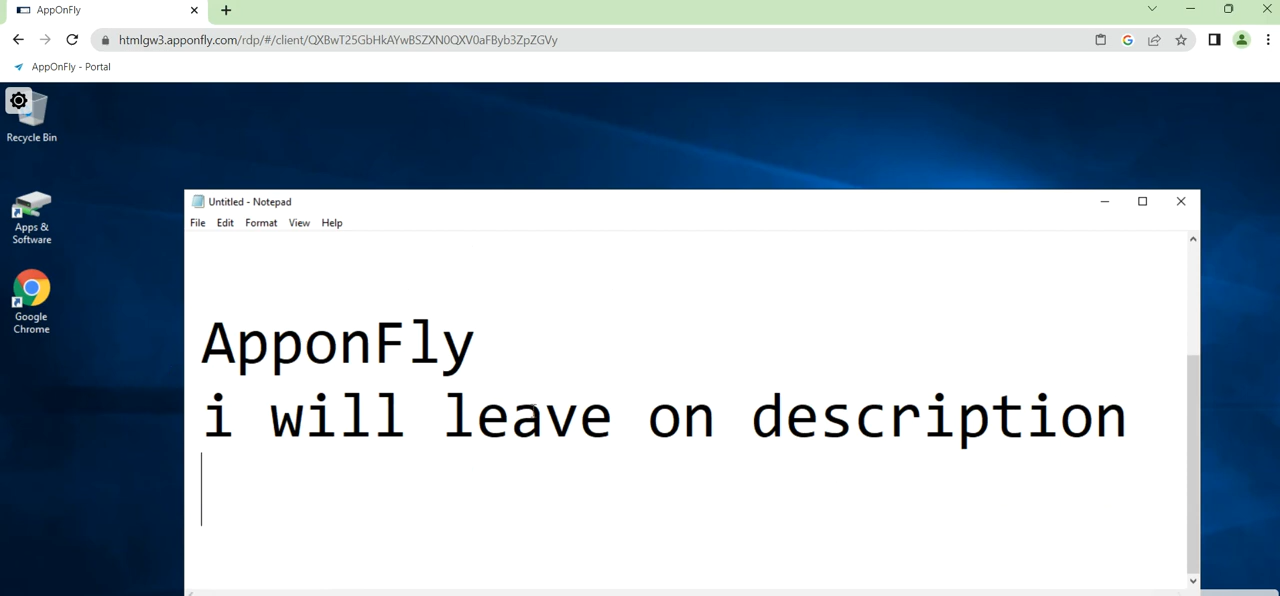 AppOnFly
htmlgw3.apponfly.com/rdp/#/client/QXBwT25GbHkAYwBSZXN0QXV0aFByb3ZpZGVy
AppOnFly - Portal
Recycle Bin
Apps &
Software
Google
Chrome
Untitled - Notepad
File Edit Format View Help
ApponFly
i will leave on description